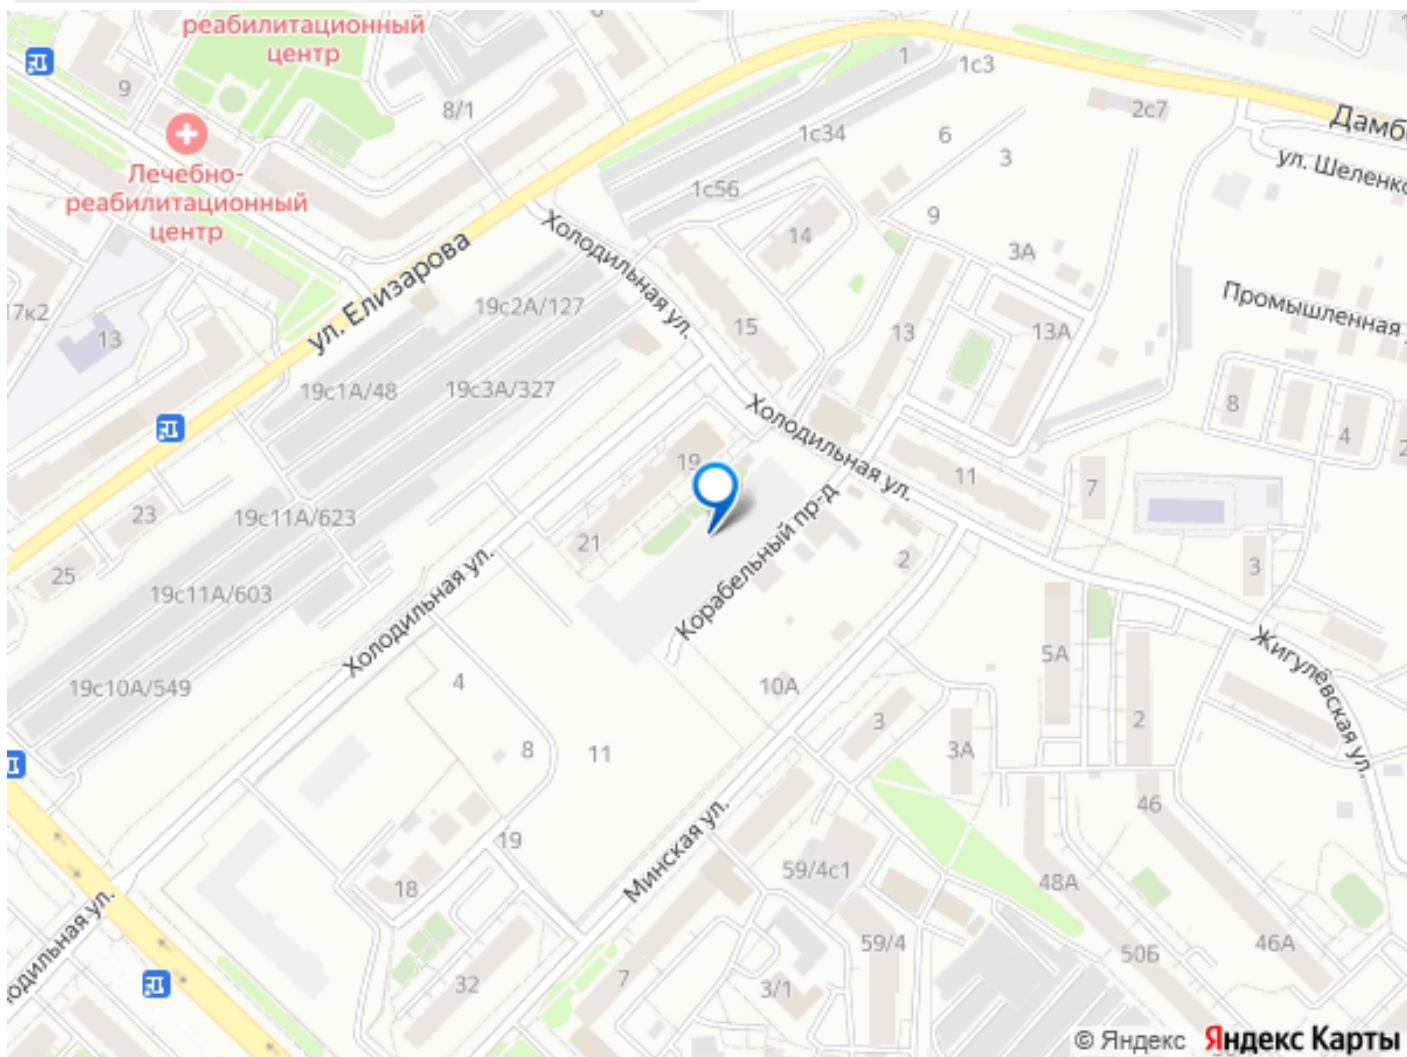 реабилитационный
центр
6
1
1с3
9
8/1
2с7
Дамб
1с34
6
3
ул. Шеленко
Лечебно-
реабилитационный
центр
1с56
9
Холодильная ул.
14
3А
ул. Елизарова
17к2
19с2А/127
15
13
13А
Промышленная
13
19с1А/48
19с3А/327
8
4
2
Холодильная ул.
19
11
7
23
19с11А/623
21
Корабельный пр-д
2
3
25
19с11А/603
Холодильная ул.
5А
Жигулёвская ул.
19с10А/549
4
10А
3
2
8
11
3А
46
19
Минская ул.
59/4с1
48А
18
одильная ул.
59/4
50Б
46А
32
7
3/1
© Яндекс Яндекс Карты